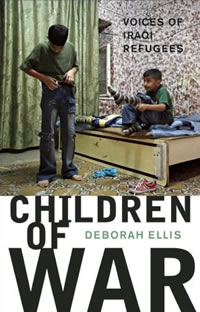 VOICES OF
IRAQI
REFUGEES
CHILDREN
OF
DEBORAH ELLIS
WAR